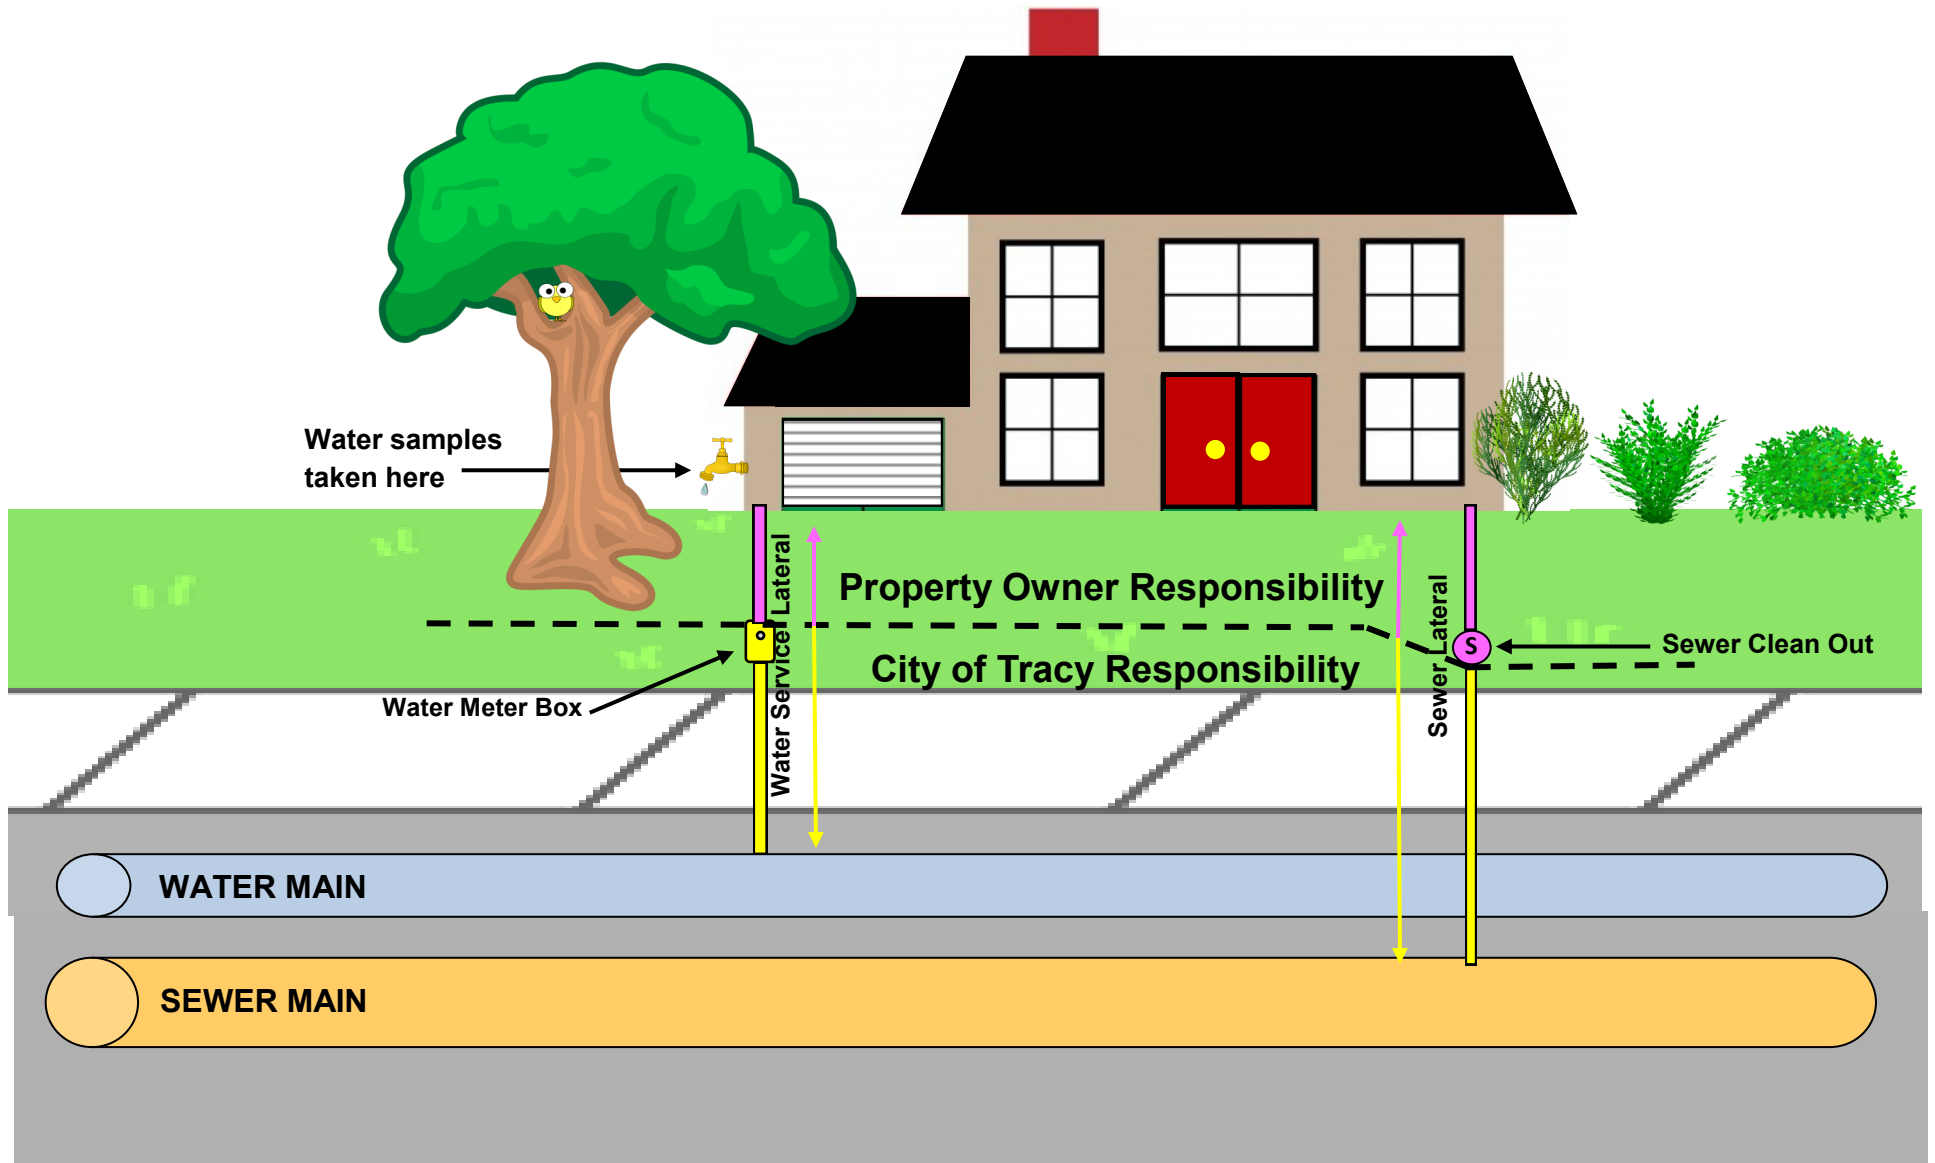 Water samples
taken here
Property Owner Responsibility
Water Service Lateral
Sewer Lateral
S
Sewer Clean Out
City of Tracy Responsibility
Water Meter Box
WATER MAIN
SEWER MAIN